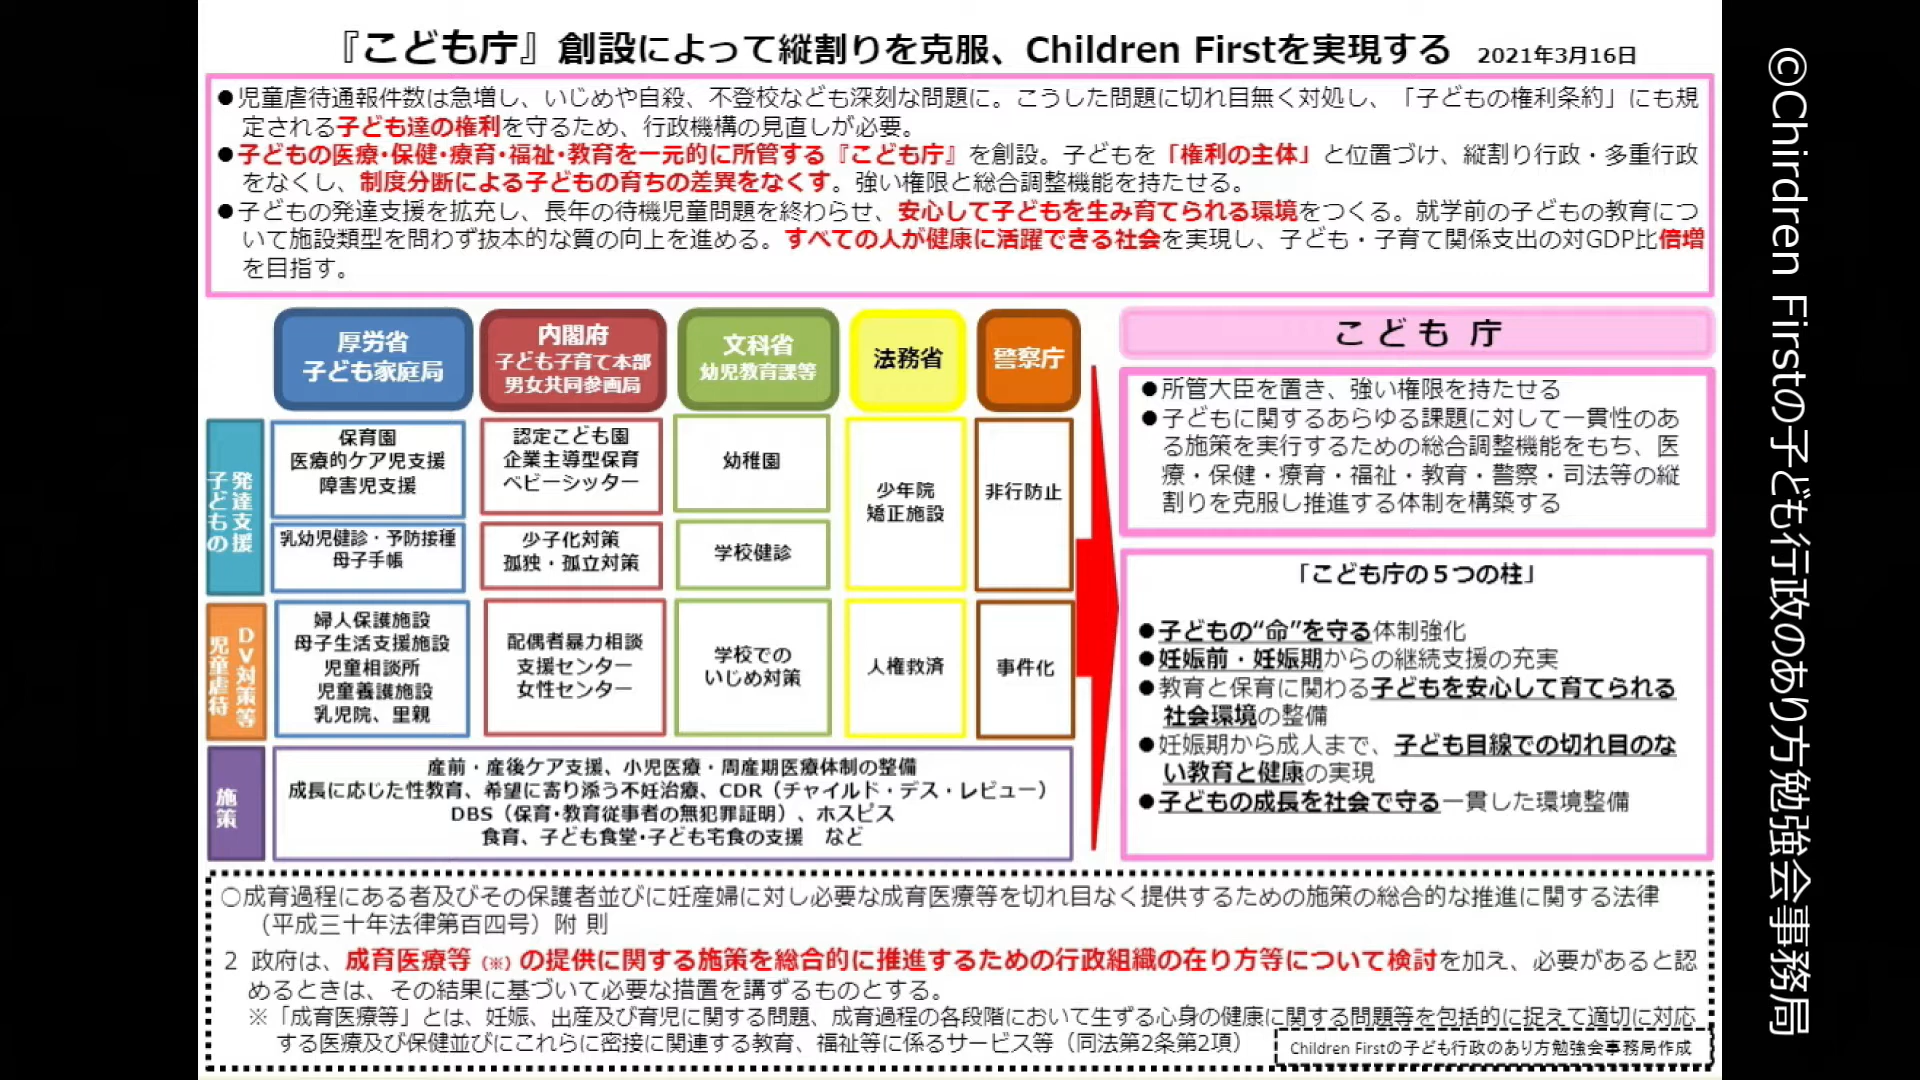 『こども庁』創設によって縦割りを克服、Children Firstを実現する 2021年3月16日
●児童虐待通報件数は急増し、いじめや自殺、不登校なども深刻な問題に。こうした問題に切れ目無く対処し、「子どもの権利条約」にも規
定される子ども達の権利を守るため、行政機構の見直しが必要。
●子どもの医療・保健・療育・福祉・教育を一元的に所管する『こども庁』を創設。子どもを「権利の主体」と位置づけ、縦割り行政・多重行政
をなくし、制度分断による子どもの育ちの差異をなくす。強い権限と総合調整機能を持たせる。
●子どもの発達支援を拡充し、長年の待機児童問題を終わらせ、安心して子どもを生み育てられる環境をつくる。就学前の子どもの教育につ
いて施設類型を問わず抜本的な質の向上を進める。すべての人が健康に活躍できる社会を実現し、子ども・子育て関係支出の対GDP比倍増
を目指す。
厚労省
子ども家庭局
内閣府
子ども子育て本部
男女共同参画局
文科省
幼児教育課等
法務省
警察庁
子どもの
発達支援
保育園
医療的ケア児支援
障害児支援
認定こども園
企業主導型保育
ベビーシッター
幼稚園
少年院
矯正施設
非行防止
乳幼児健診・予防接種
母子手帳
少子化対策
孤独・孤立対策
学校健診
児童虐待
DV対策等
婦人保護施設
母子生活支援施設
児童相談所
児童養護施設
乳児院、里親
配偶者暴力相談
支援センター
女性センター
学校での
いじめ対策
人権救済
事件化
施策
産前・産後ケア支援、小児医療・周産期医療体制の整備
成長に応じた性教育、希望に寄り添う不妊治療、CDR（チャイルド・デス・レビュー）
DBS（保育・教育従事者の無犯罪証明）、ホスピス
食育、子ども食堂・子ども宅食の支援 など
こども庁
●所管大臣を置き、強い権限を持たせる
●子どもに関するあらゆる課題に対して一貫性のあ
る施策を実行するための総合調整機能をもち、医
療・保健・療育・福祉・教育・警察・司法等の縦
割りを克服し推進する体制を構築する
「こども庁の５つの柱」
●子どもの“命”を守る体制強化
●妊娠前・妊娠期からの継続支援の充実
●教育と保育に関わる子どもを安心して育てられる
社会環境の整備
●妊娠期から成人まで、子ども目線での切れ目のな
い教育と健康の実現
●子どもの成長を社会で守る一貫した環境整備
○成育過程にある者及びその保護者並びに妊産婦に対し必要な成育医療等を切れ目なく提供するための施策の総合的な推進に関する法律
（平成三十年法律第百四号）附 則
2 政府は、成育医療等（※）の提供に関する施策を総合的に推進するための行政組織の在り方等について検討を加え、必要があると認
めるときは、その結果に基づいて必要な措置を講ずるものとする。
※「成育医療等」とは、妊娠、出産及び育児に関する問題、成育過程の各段階において生ずる心身の健康に関する問題等を包括的に捉えて適切に対応
する医療及び保健並びにこれらに密接に関連する教育、福祉等に係るサービス等（同法第2条第2項）
Children Firstの子ども行政のあり方勉強会事務局作成
©Chirdren Firstの子ども行政のあり方勉強会事務局